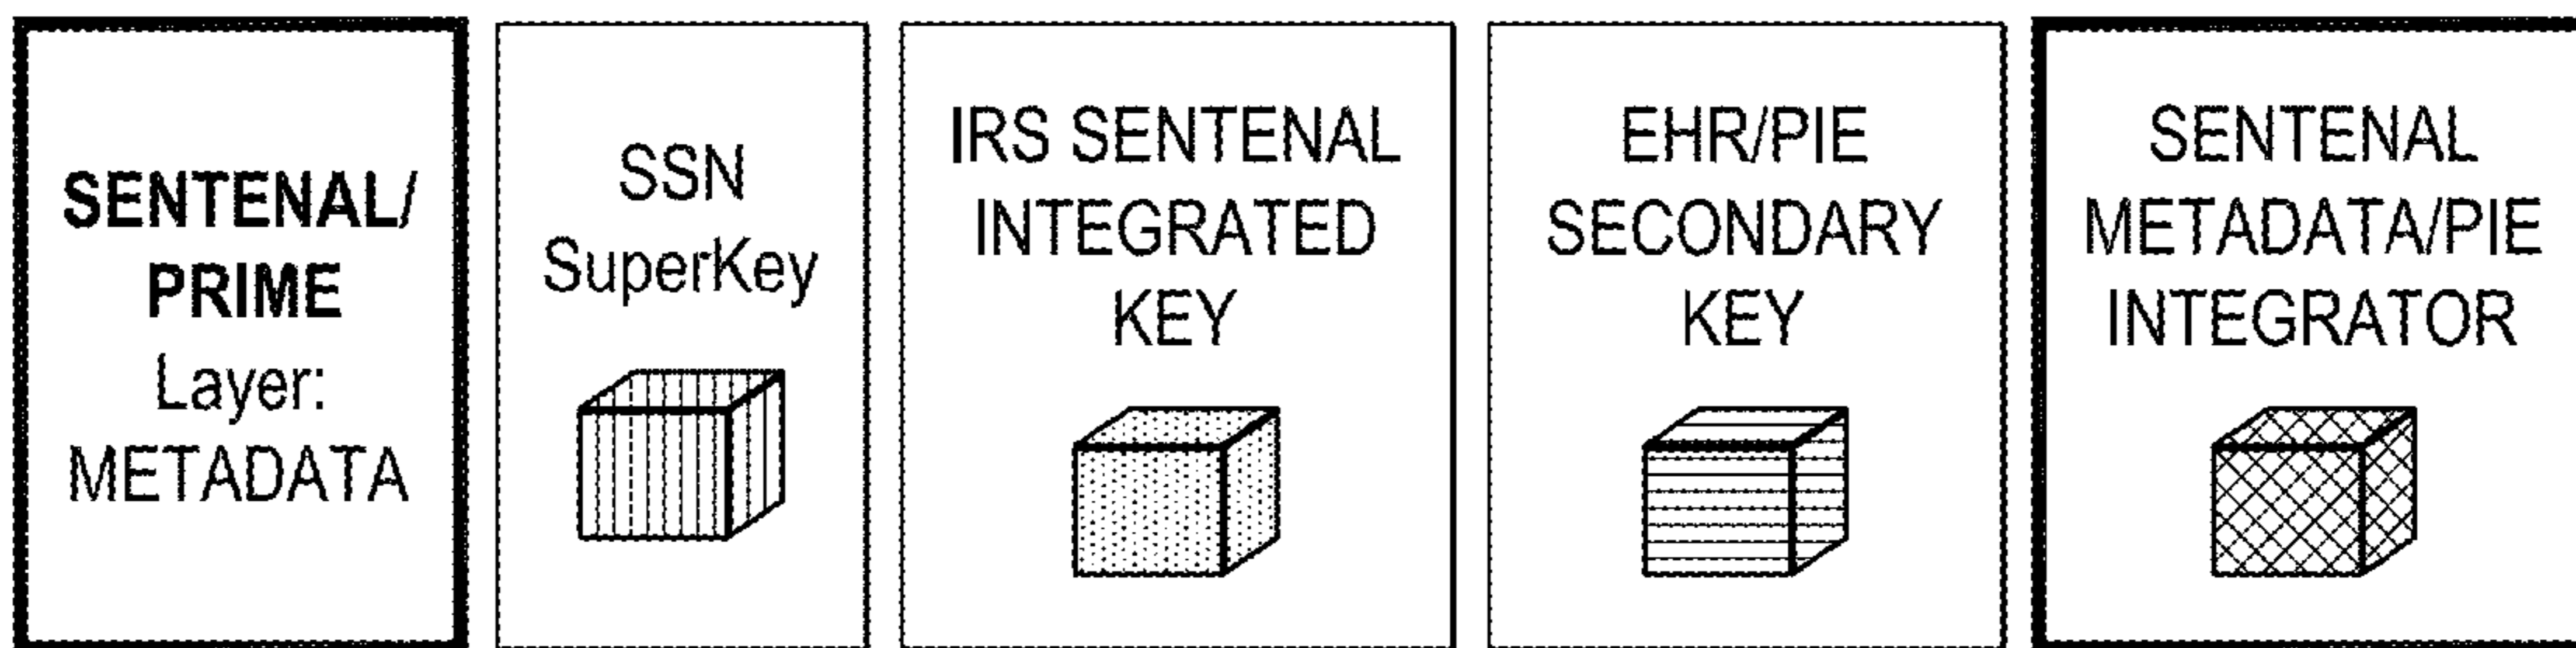 SENTENAL/
PRIME
Layer:
METADATA
SSN
SuperKey
IRS SENTENAL
INTEGRATED
KEY
EHR/PIE
SECONDARY
KEY
SENTENAL
METADATA/PIE
INTEGRATOR